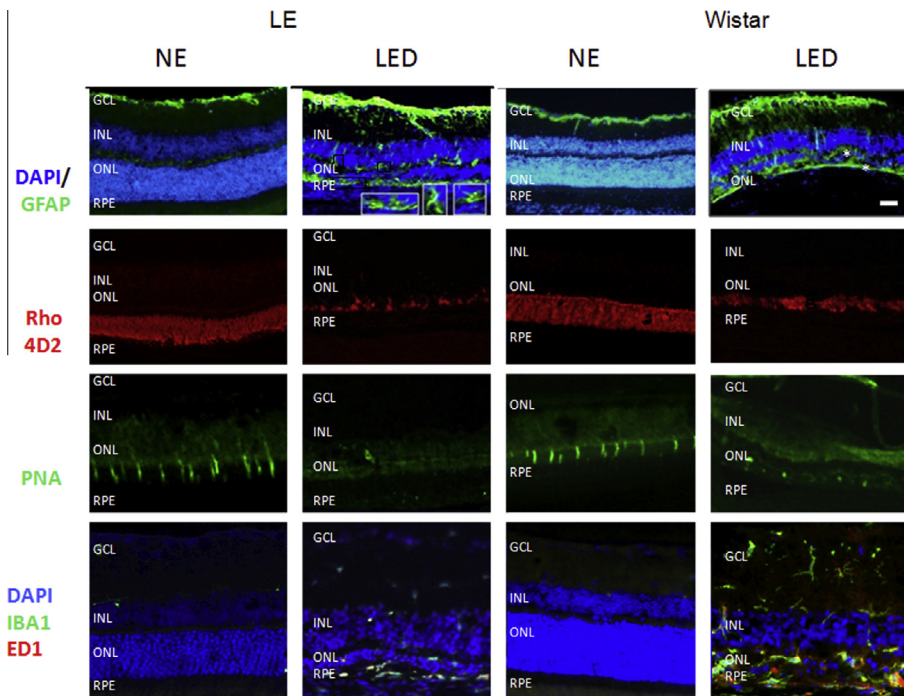 LE Wistar
NE LED NE LED
DAPI/
GFAP
GCL
INL
ONL
RPE
GCL
INL
ONL
RPE
GCL
INL
ONL
RPE
GCL
INL
ONL
Rho
4D2
GCL
INL
ONL
RPE
GCL
INL
ONL
RPE
INL
ONL
RPE
INL
ONL
RPE
PNA
GCL
INL
ONL
RPE
GCL
INL
ONL
RPE
ONL
RPE
GCL
INL
ONL
RPE
DAPI
IBA1
ED1
GCL
INL
ONL
RPE
GCL
INL
ONL
RPE
GCL
INL
ONL
RPE
GCL
INL
ONL
RPE